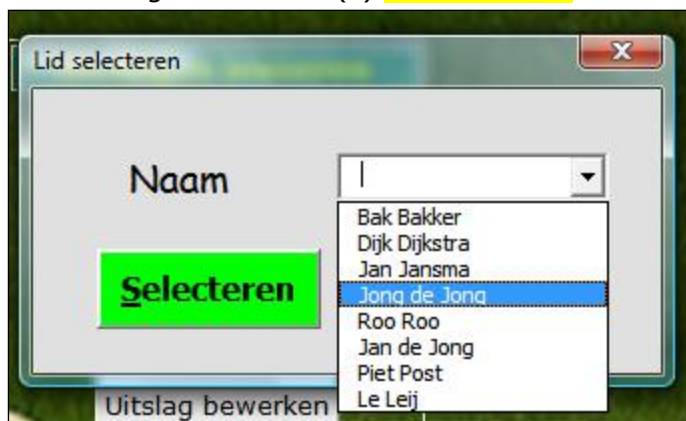 Lid selecteren
Naam
Bak Bakker
Dijk Dijkstra
Jan Jansma
Jong de Jong
Roo Roo
Jan de Jong
Piet Post
Le Leij
Selecteren
Uitslag bewerken